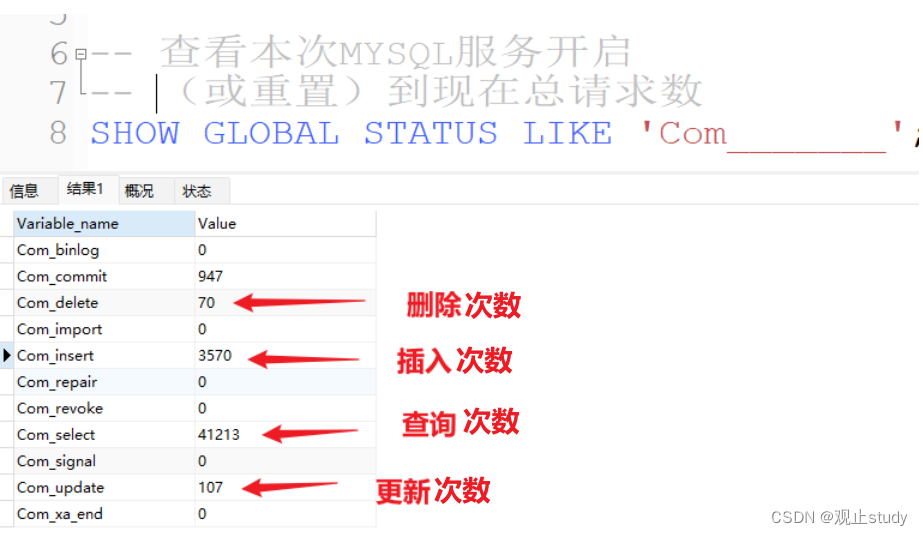 5
6 -- 查看本次MYSQL服务开启
7 -- （或重置）到现在总请求数
8 SHOW GLOBAL STATUS LIKE 'Com_______';
信息 结果1 概况 状态
Variable_name Value
Com_binlog 0
Com_commit 947
Com_delete 70 删除次数
Com_import 0
Com_insert 3570 插入次数
Com_repair 0
Com_revoke 0
Com_select 41213 查询次数
Com_signal 0
Com_update 107 更新次数
Com_xa_end 0
CSDN @观止study